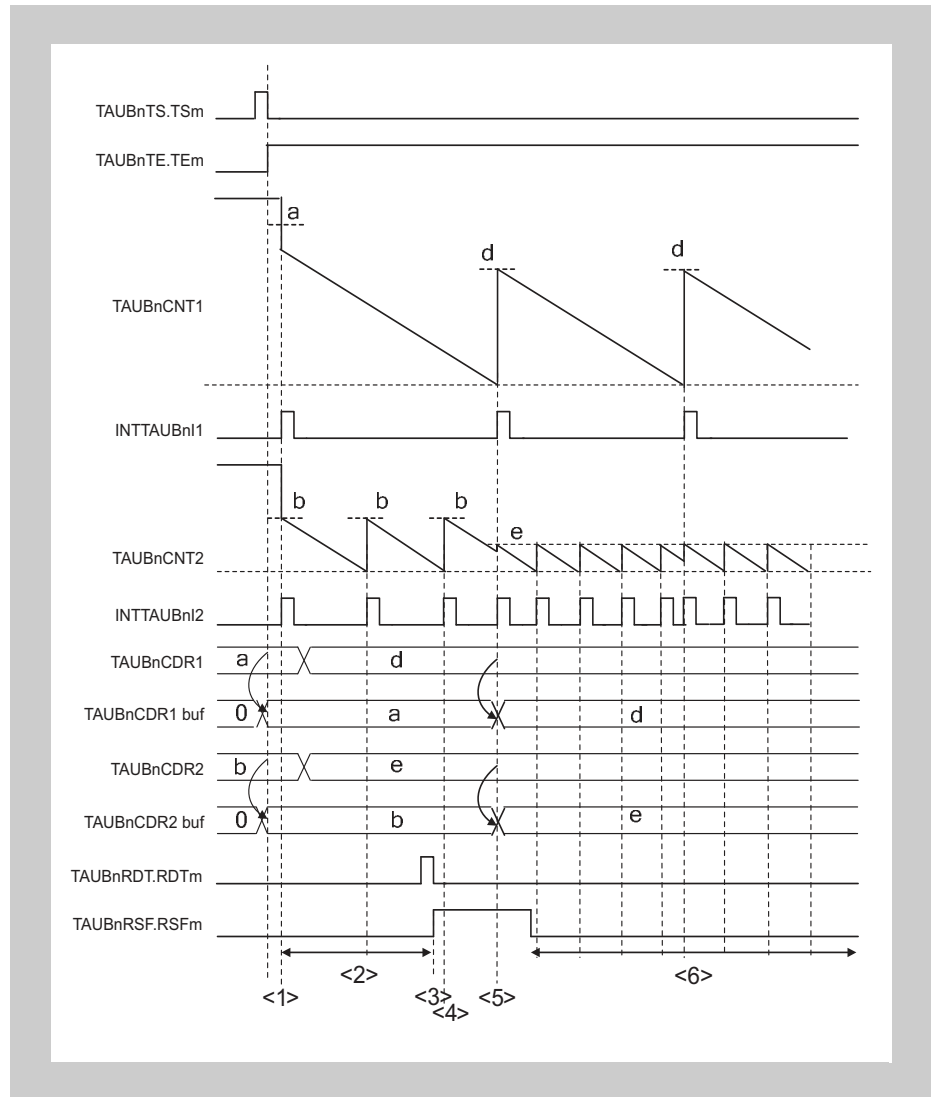 TAUBnTS.TSm
TAUBnTE.TEm
a
d
d
TAUBnCNT1
INTTAUBnI1
b
b
b
e
TAUBnCNT2
INTTAUBnI2
TAUBnCDR1
a
d
TAUBnCDR1 buf
0
a
d
TAUBnCDR2
b
e
TAUBnCDR2 buf
0
b
e
TAUBnRDT.RDTm
TAUBnRSF.RSFm
<2>
<6>
<1>
<3>
<5>
<4>